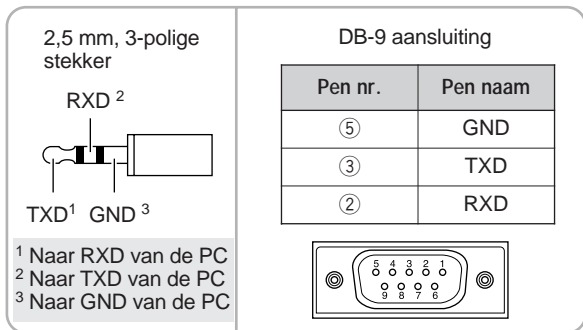 2,5 mm, 3-polige
stekker
RXD ²
TXD¹ GND ³
¹ Naar RXD van de PC
² Naar TXD van de PC
³ Naar GND van de PC
DB-9 aansluiting
Pen nr. Pen naam
⑤ GND
③ TXD
② RXD
5 4 3 2 1
9 8 7 6